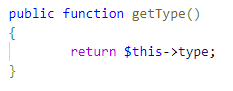 public function getType()
{
        return $this->type;
}